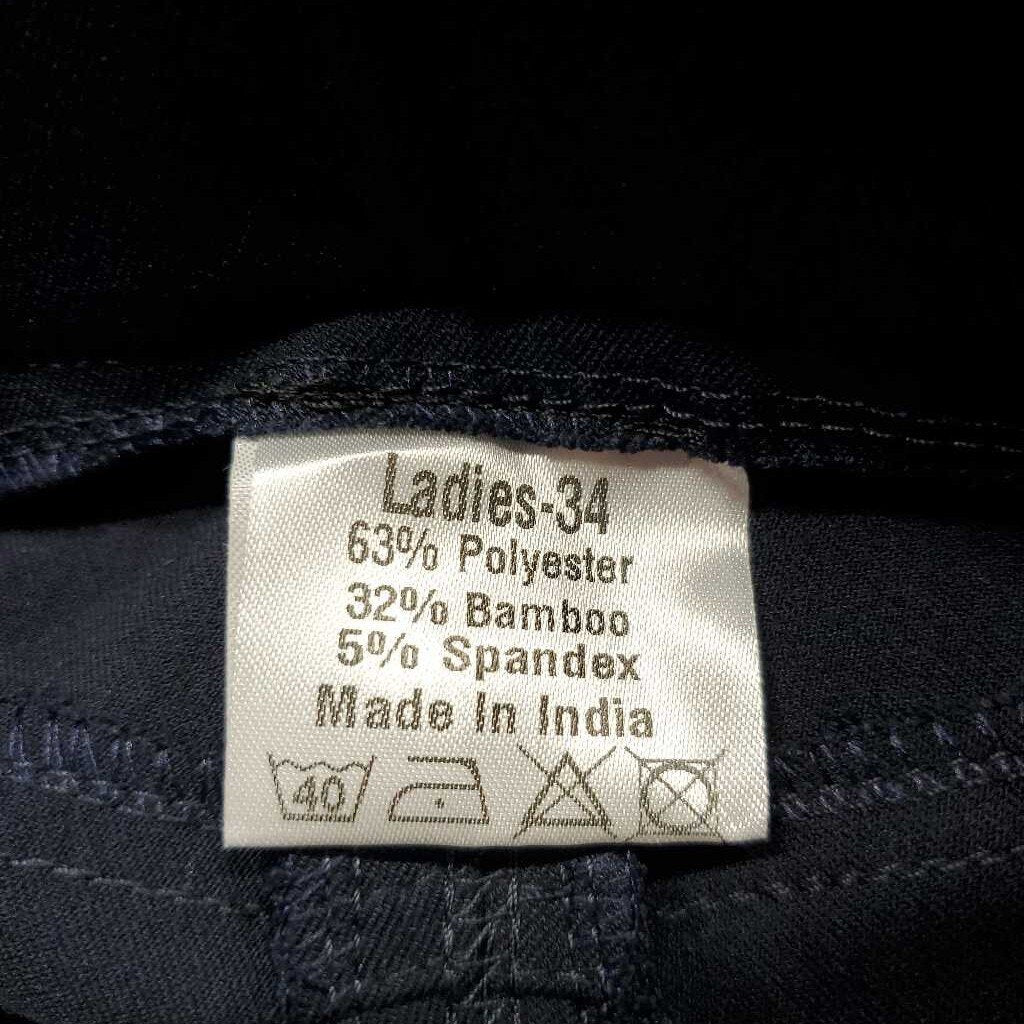 Ladies-34
63% Polyester
32% Bamboo
5% Spandex
Made In India
40